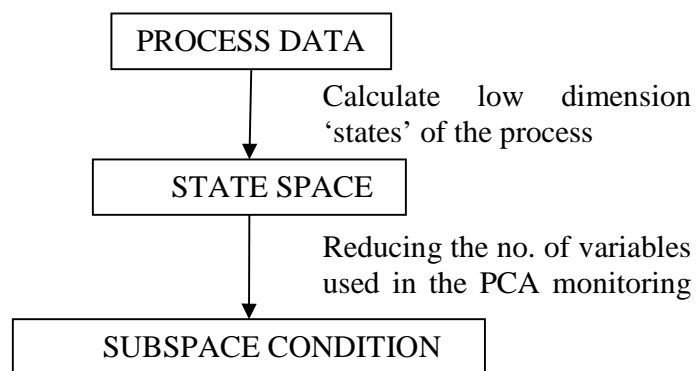 PROCESS DATA
Calculate low dimension
‘states’ of the process
STATE SPACE
Reducing the no. of variables
used in the PCA monitoring
SUBSPACE CONDITION